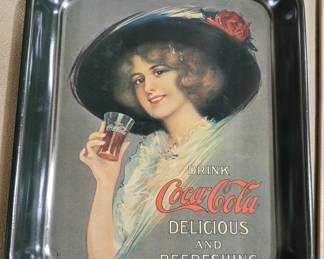 DRINK
Coca-Cola
DELICIOUS
AND
REFRESHING